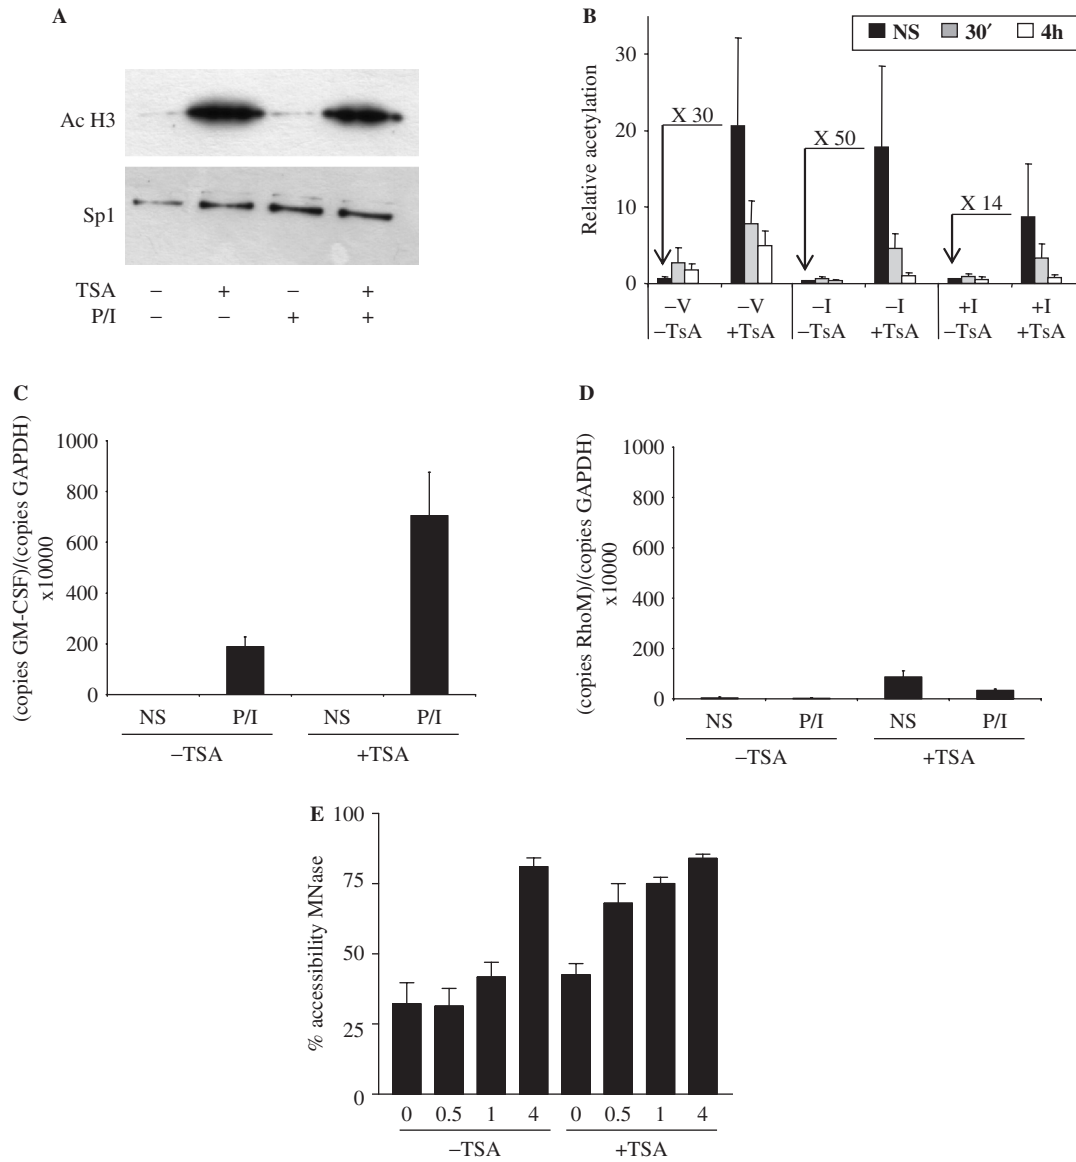 A
Ac H3
Sp1
TSA – + – +
P/I – – + +
B
NS 30′ 4h
Relative acetylation
30
20
10
0
X 30
X 50
X 14
–V –V –I –I +I +I
–TsA +TsA –TsA +TsA –TsA +TsA
C
(copies GM-CSF)/(copies GAPDH)
x10000
1000
800
600
400
200
0
NS P/I NS P/I
–TSA +TSA
D
(copies RhoM)/(copies GAPDH)
x10000
1000
800
600
400
200
0
NS P/I NS P/I
–TSA +TSA
E
% accessibility MNase
100
75
50
25
0
0 0.5 1 4 0 0.5 1 4
–TSA +TSA